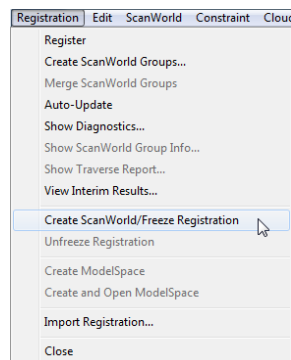 Registration Edit ScanWorld Constraint Cloud
Register
Create ScanWorld Groups...
Merge ScanWorld Groups
Auto-Update
Show Diagnostics...
Show ScanWorld Group Info...
Show Traverse Report...
View Interim Results...
Create ScanWorld/Freeze Registration
Unfreeze Registration
Create ModelSpace
Create and Open ModelSpace
Import Registration...
Close